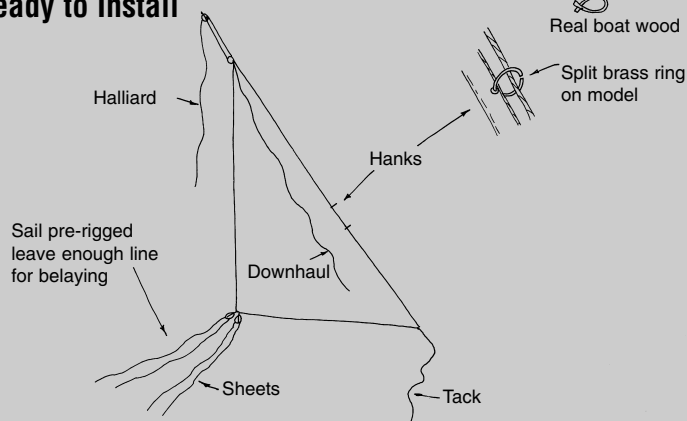 eady to Install
Real boat wood
Split brass ring
on model
Halliard
Hanks
Sail pre-rigged
leave enough line
for belaying
Downhaul
Sheets
Tack